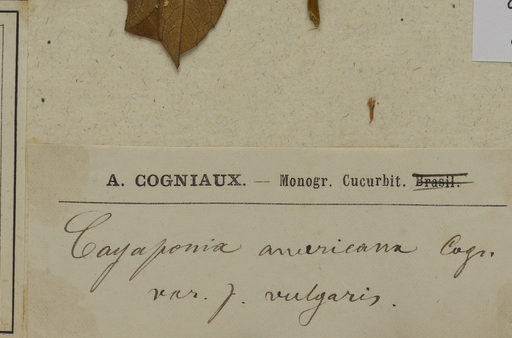 A. COGNIAUX. — Monogr. Cucurbit. Brasil.
Cayaponia americana Cogn.
var. γ. vulgaris.